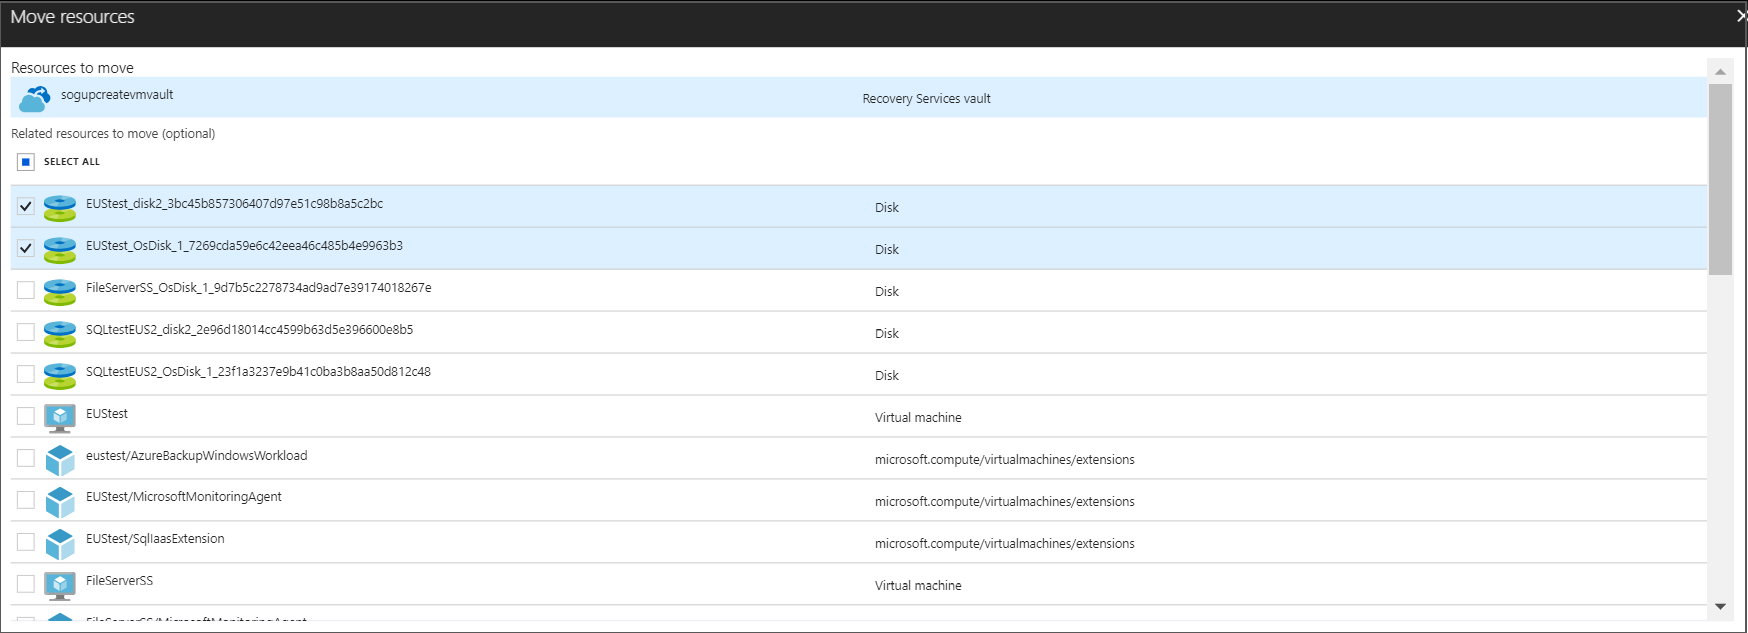 Move resources
Resources to move
sogupcreatevmvault Recovery Services vault
Related resources to move (optional)
SELECT ALL
EUStest_disk2_3bc45b857306407d97e51c98b8a5c2bc Disk
EUStest_OsDisk_1_7269cda59e6c42eea46c485b4e9963b3 Disk
FileServerSS_OsDisk_1_9d7b5c2278734ad9ad7e39174018267e Disk
SQLtestEUS2_disk2_2e96d18014cc4599b63d5e396600e8b5 Disk
SQLtestEUS2_OsDisk_1_23f1a3237e9b41c0ba3b8aa50d812c48 Disk
EUStest Virtual machine
eustest/AzureBackupWindowsWorkload microsoft.compute/virtualmachines/extensions
EUStest/MicrosoftMonitoringAgent microsoft.compute/virtualmachines/extensions
EUStest/SqlIaasExtension microsoft.compute/virtualmachines/extensions
FileServerSS Virtual machine
FileServerSS/MicrosoftMonitoringAgent